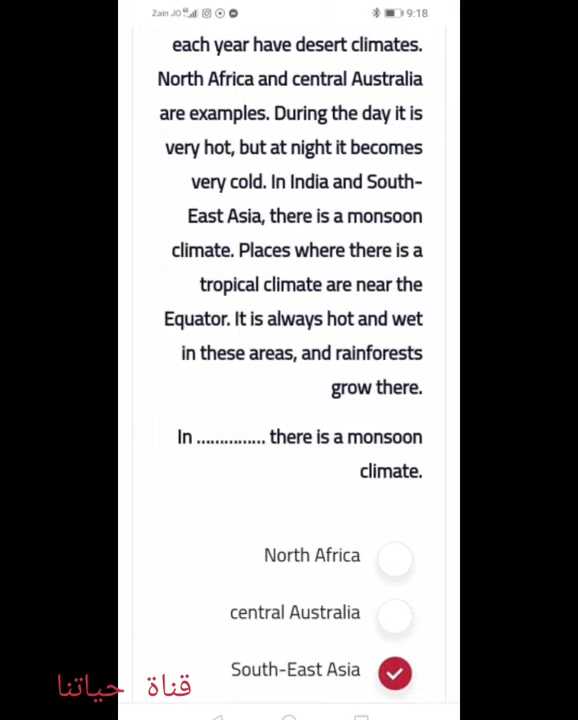 Zain JO 9:18
each year have desert climates.
North Africa and central Australia
are examples. During the day it is
very hot, but at night it becomes
very cold. In India and South-
East Asia, there is a monsoon
climate. Places where there is a
tropical climate are near the
Equator. It is always hot and wet
in these areas, and rainforests
grow there.
In .............. there is a monsoon
climate.
North Africa
central Australia
South-East Asia
قناة حياتنا